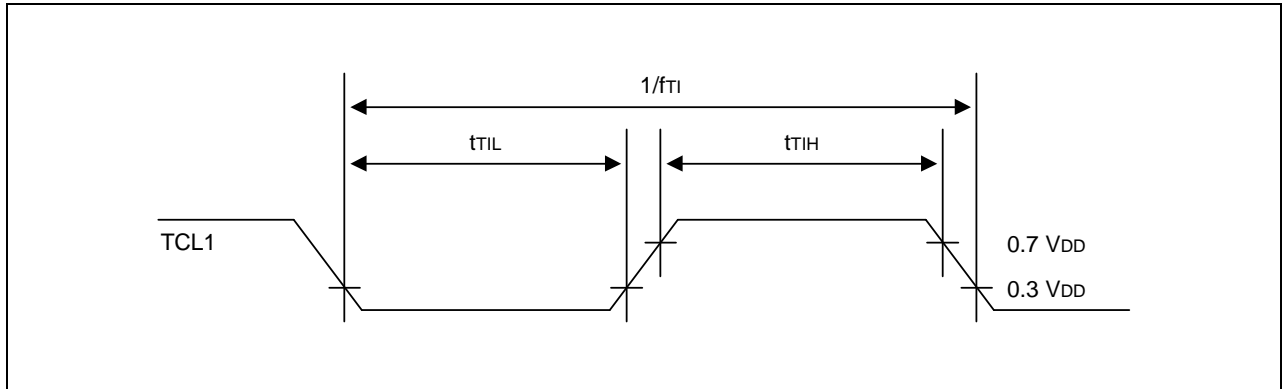 1/fTI
tTIL
tTIH
TCL1
0.7 VDD
0.3 VDD